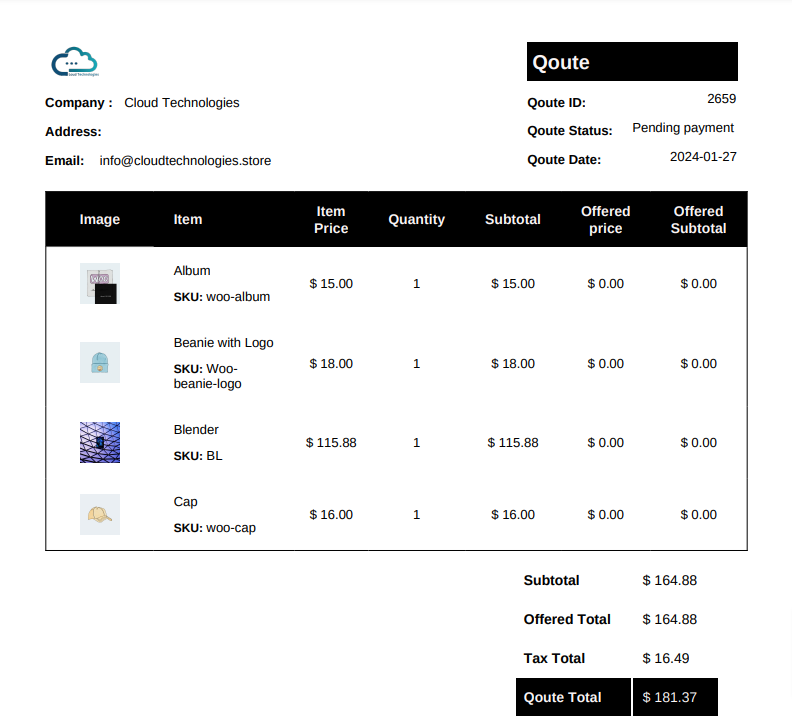 Cloud Technologies
Qoute
Company : Cloud Technologies
Qoute ID: 2659
Address:
Qoute Status: Pending payment
Email: info@cloudtechnologies.store
Qoute Date: 2024-01-27
Image Item Item Price Quantity Subtotal Offered price Offered Subtotal
Album
SKU: woo-album
$ 15.00 1 $ 15.00 $ 0.00 $ 0.00
Beanie with Logo
SKU: Woo-
beanie-logo
$ 18.00 1 $ 18.00 $ 0.00 $ 0.00
Blender
SKU: BL
$ 115.88 1 $ 115.88 $ 0.00 $ 0.00
Cap
SKU: woo-cap
$ 16.00 1 $ 16.00 $ 0.00 $ 0.00
Subtotal $ 164.88
Offered Total $ 164.88
Tax Total $ 16.49
Qoute Total $ 181.37